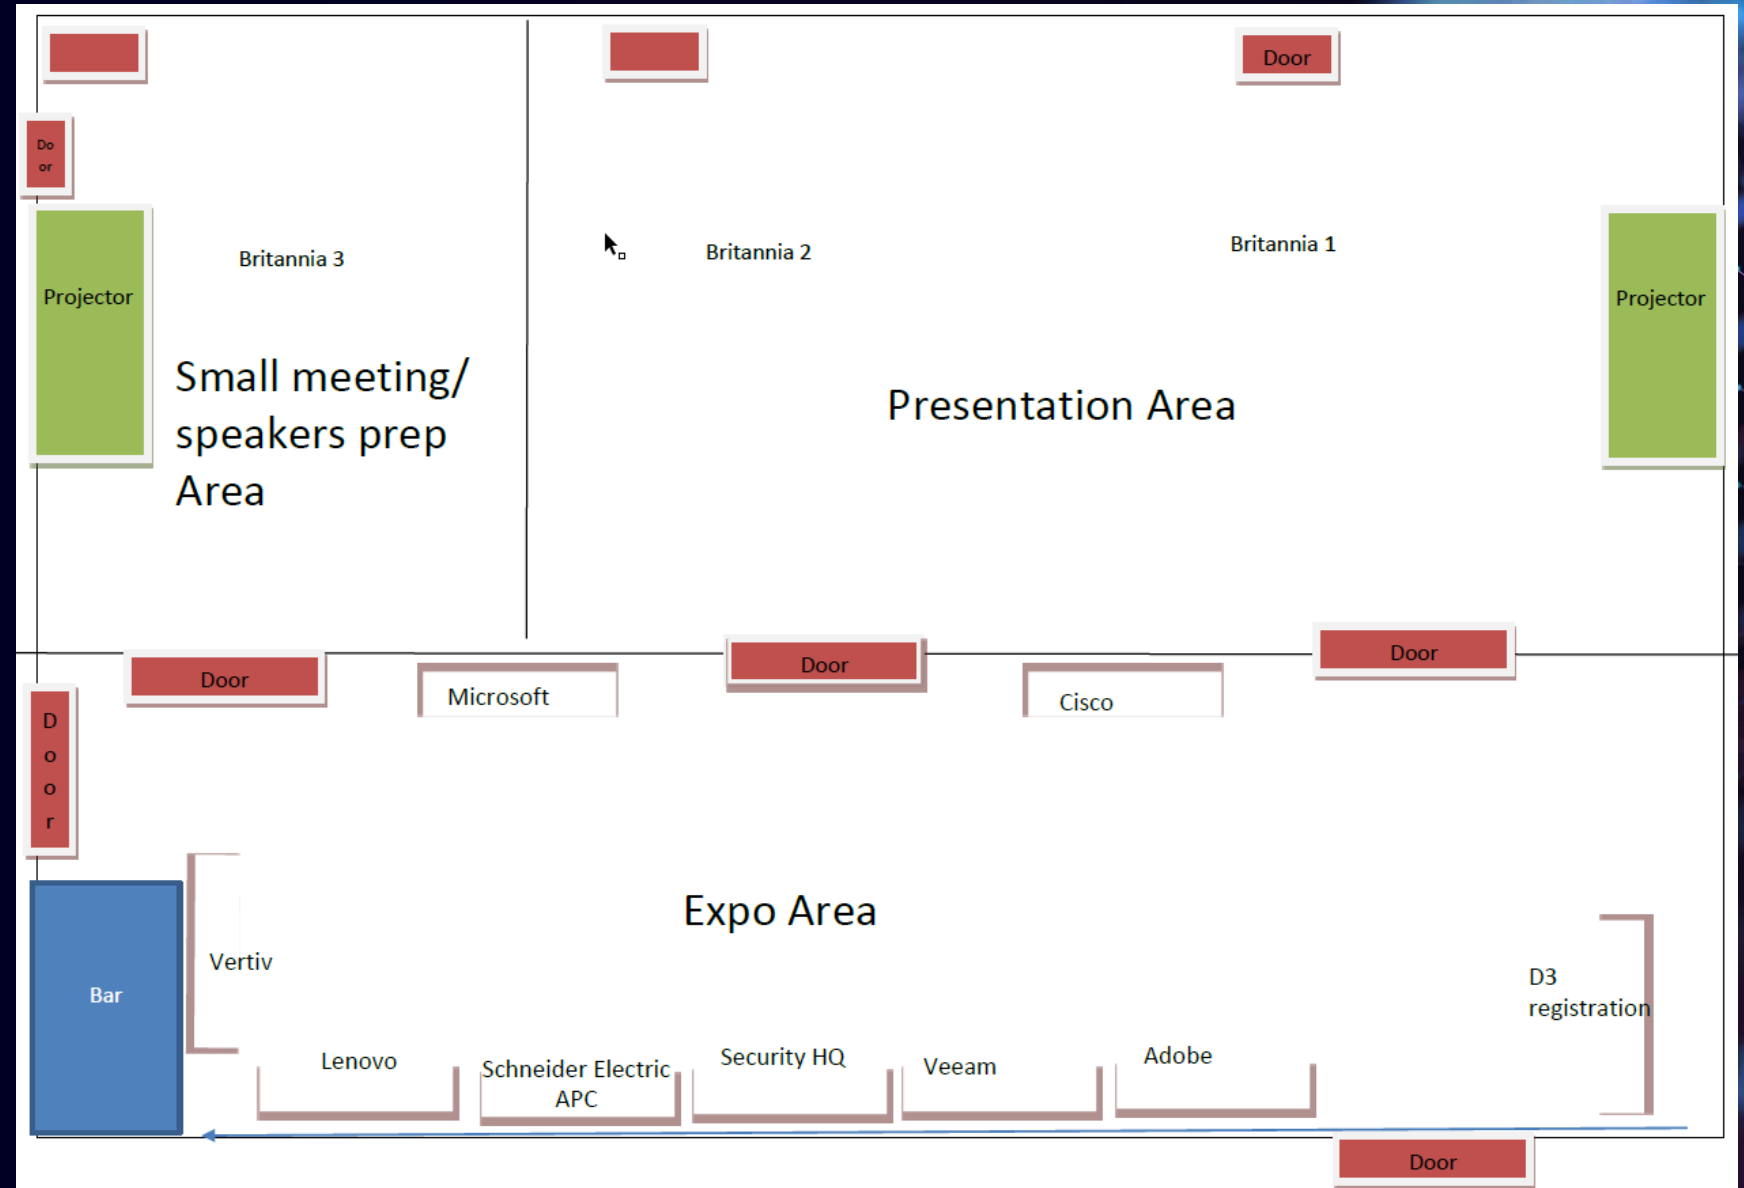 Door
Do
or
Britannia 3
Britannia 2
Britannia 1
Projector
Projector
Small meeting/
speakers prep
Area
Presentation Area
Door
Door
Door
Microsoft
Cisco
D
o
o
r
Expo Area
Vertiv
Bar
D3
registration
Lenovo
Schneider Electric
APC
Security HQ
Veeam
Adobe
Door